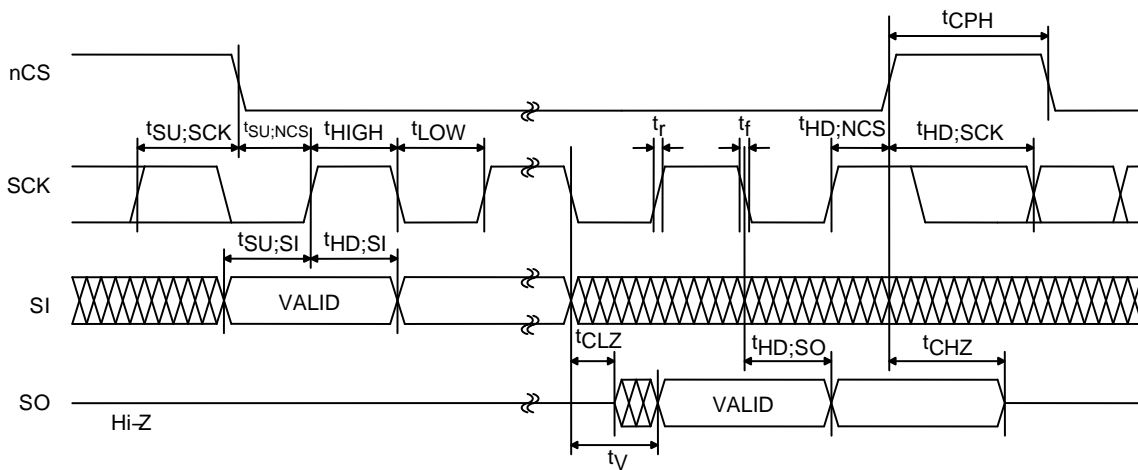 tCPH
nCS
tSU;SCK tSU;NCS tHIGH tLOW tr tf tHD;NCS tHD;SCK
SCK
tSU;SI tHD;SI
SI VALID
tCLZ tHD;SO tCHZ
SO VALID
Hi–Z
tV